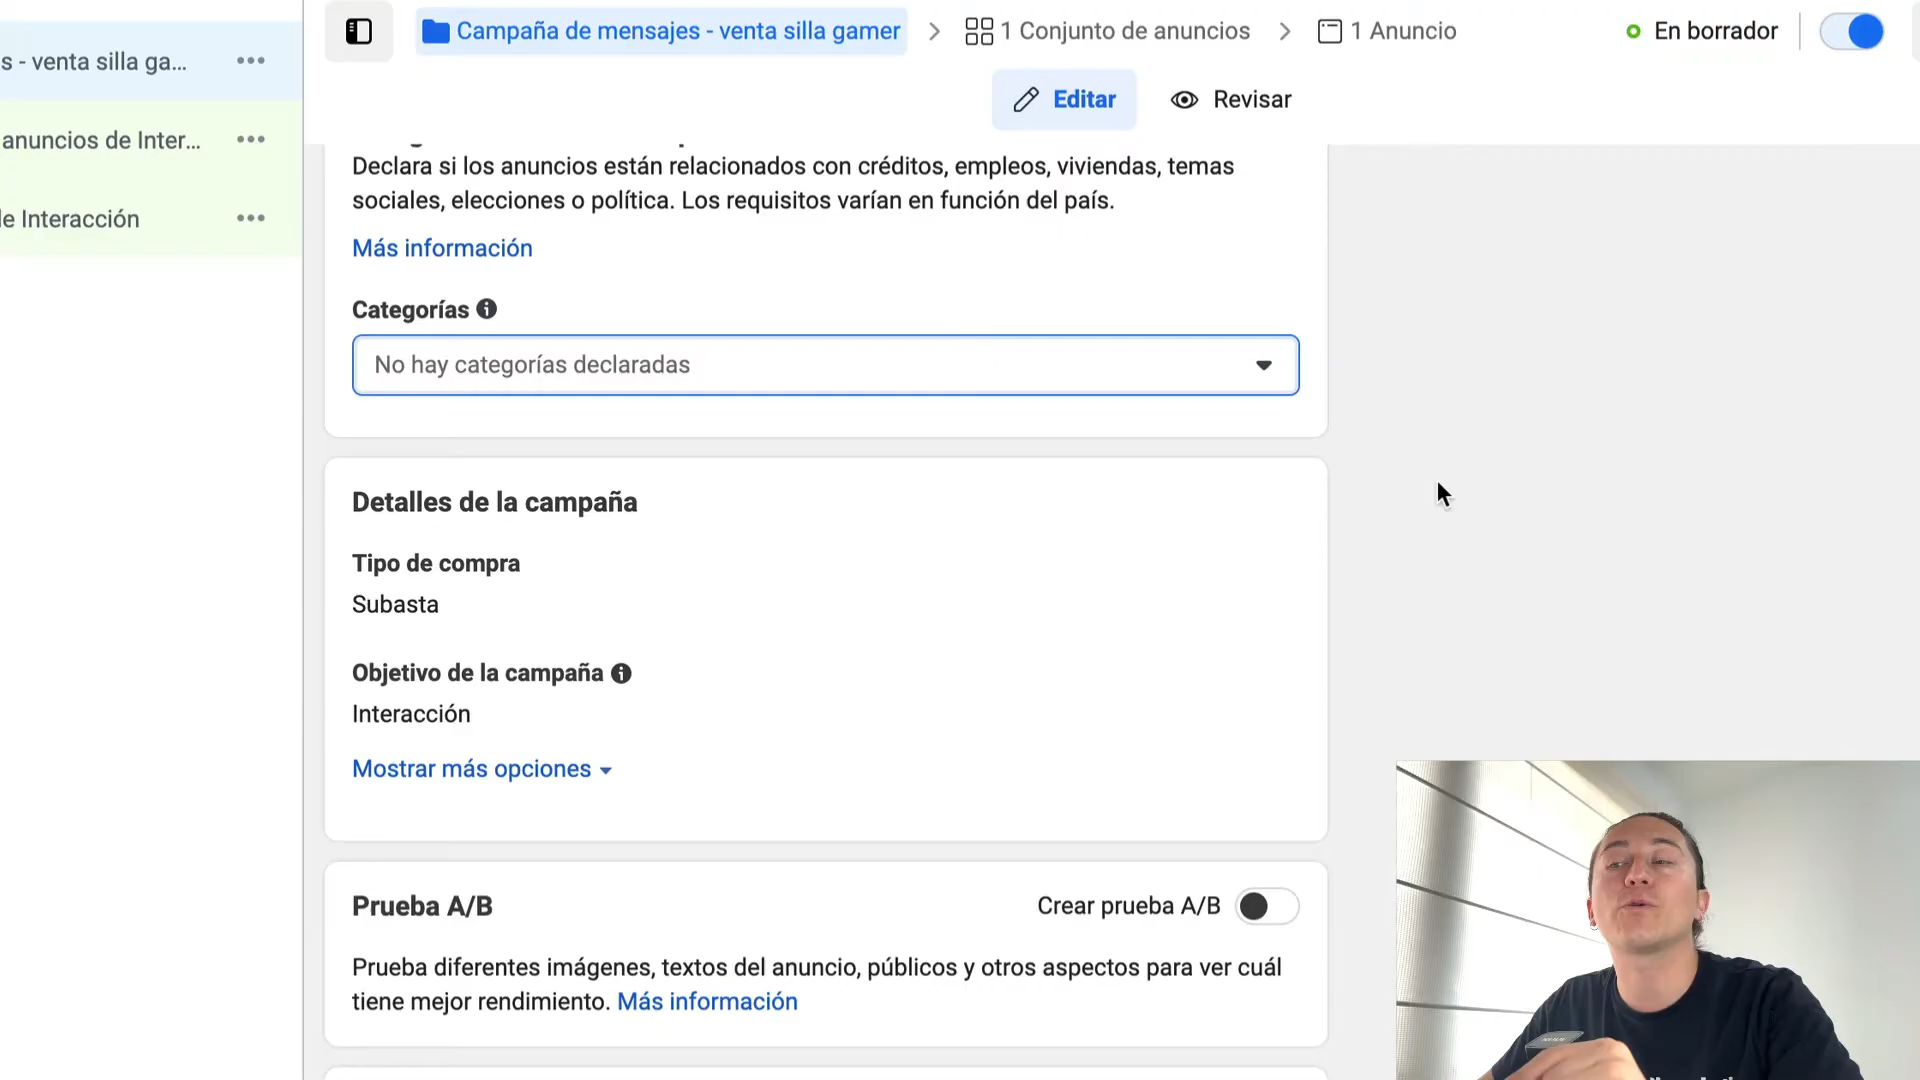 Campaña de mensajes - venta silla gamer
1 Conjunto de anuncios
1 Anuncio
En borrador
s - venta silla ga...
Editar
Revisar
anuncios de Inter...
de Interacción
Declara si los anuncios están relacionados con créditos, empleos, viviendas, temas
sociales, elecciones o política. Los requisitos varían en función del país.
Más información
Categorías
No hay categorías declaradas
Detalles de la campaña
Tipo de compra
Subasta
Objetivo de la campaña
Interacción
Mostrar más opciones
Prueba A/B
Crear prueba A/B
Prueba diferentes imágenes, textos del anuncio, públicos y otros aspectos para ver cuál
tiene mejor rendimiento. Más información